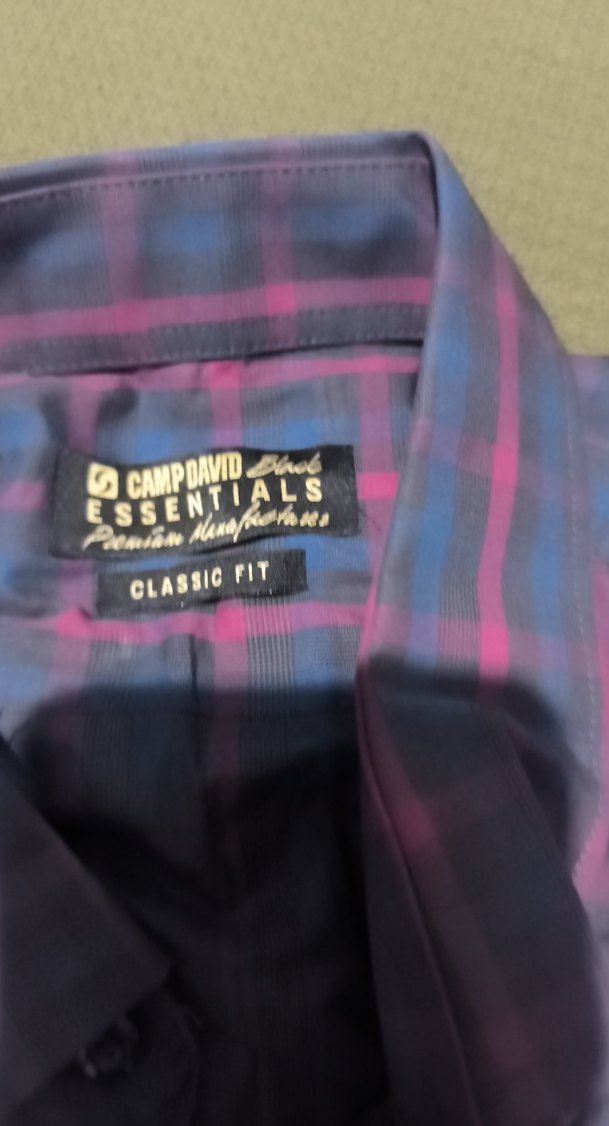 CAMP DAVID Black
ESSENTIALS
Premium Manufactures
CLASSIC FIT